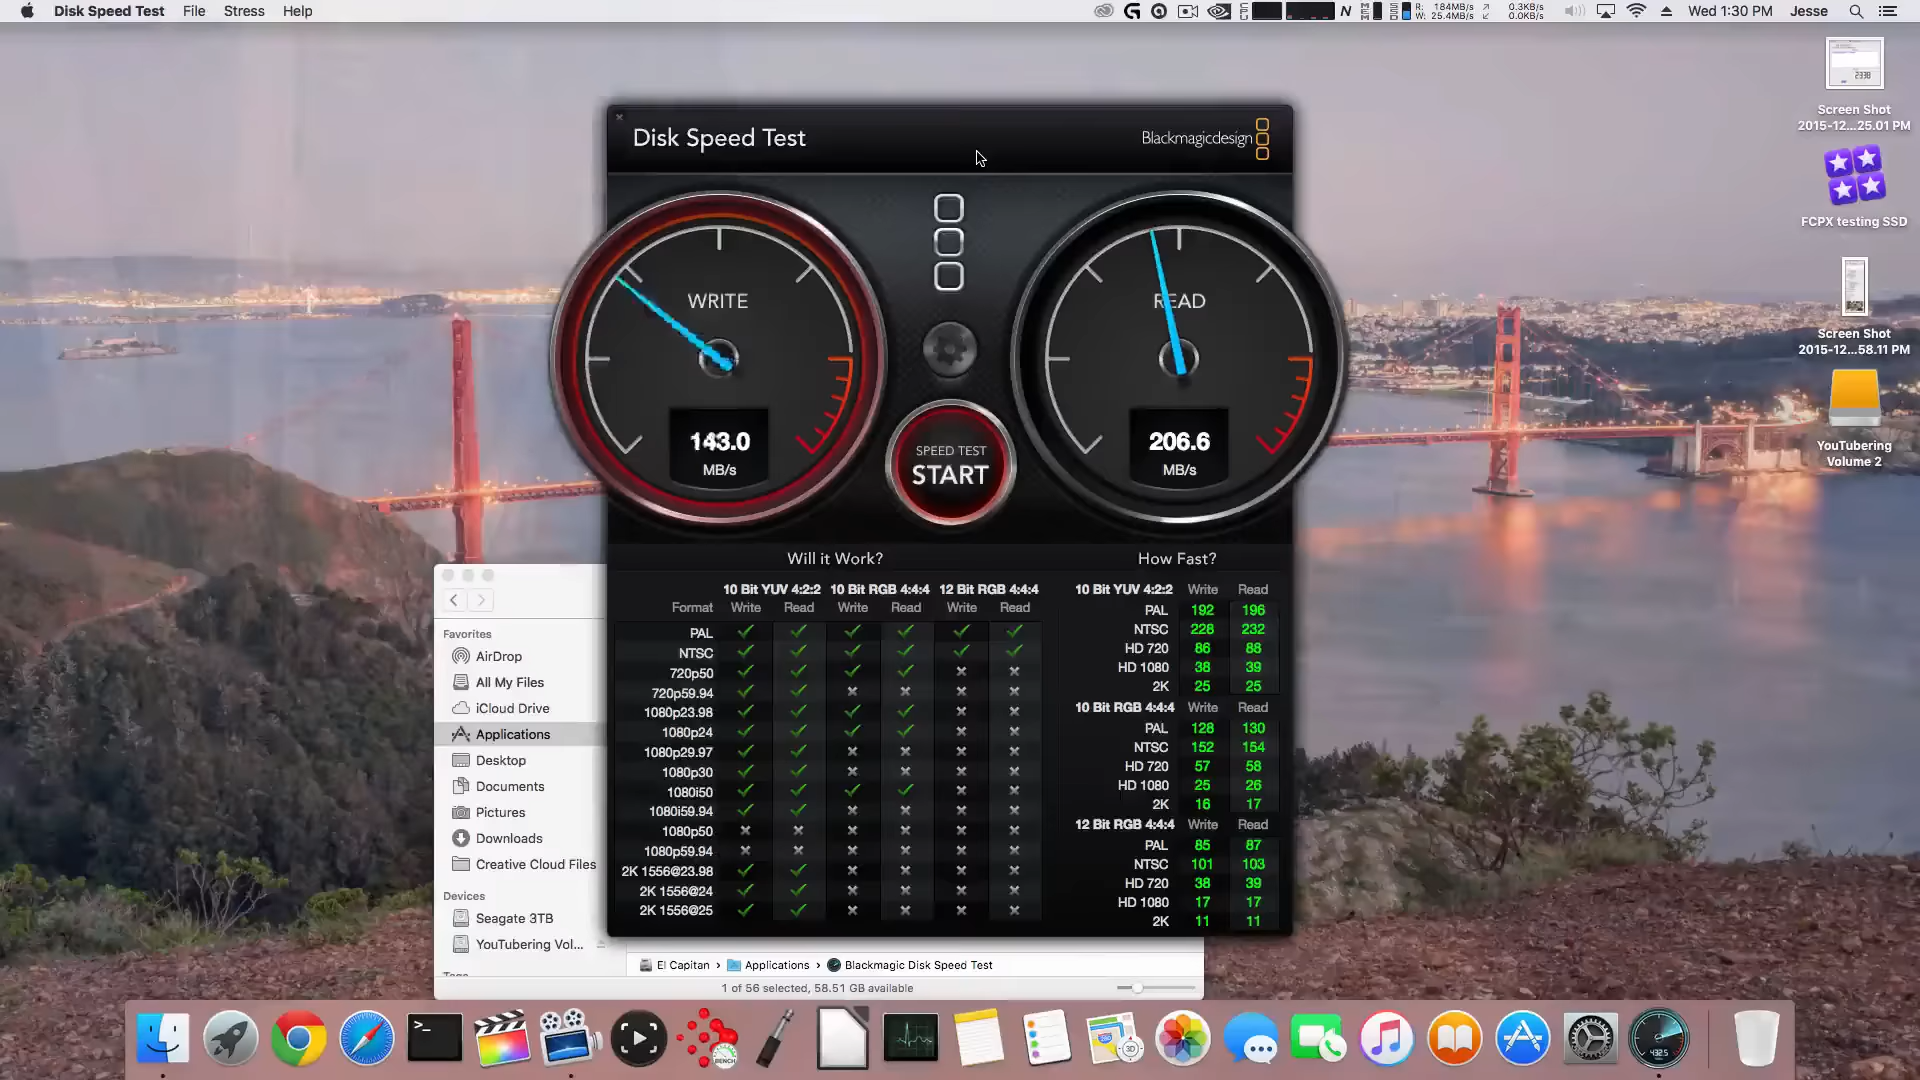 Disk Speed Test File Stress Help
R: 184MB/s 0.3KB/s
W: 25.4MB/s 0.0KB/s
Wed 1:30 PM Jesse
Screen Shot
2015-12...25.01 PM
FCPX testing SSD
Screen Shot
2015-12...58.11 PM
YouTubering
Volume 2
Disk Speed Test
Blackmagicdesign
WRITE
143.0
MB/s
SPEED TEST
START
READ
206.6
MB/s
Will it Work?
10 Bit YUV 4:2:2 10 Bit RGB 4:4:4 12 Bit RGB 4:4:4
Format Write Read Write Read Write Read
PAL
NTSC
720p50
720p59.94
1080p23.98
1080p24
1080p29.97
1080p30
1080i50
1080i59.94
1080p50
1080p59.94
2K 1556@23.98
2K 1556@24
2K 1556@25
How Fast?
10 Bit YUV 4:2:2 Write Read
PAL 192 196
NTSC 228 232
HD 720 86 88
HD 1080 38 39
2K 25 25
10 Bit RGB 4:4:4 Write Read
PAL 128 130
NTSC 152 154
HD 720 57 58
HD 1080 25 26
2K 16 17
12 Bit RGB 4:4:4 Write Read
PAL 85 87
NTSC 101 103
HD 720 38 39
HD 1080 17 17
2K 11 11
Favorites
AirDrop
All My Files
iCloud Drive
Applications
Desktop
Documents
Pictures
Downloads
Creative Cloud Files
Devices
Seagate 3TB
YouTubering Vol...
El Capitan › Applications › Blackmagic Disk Speed Test
1 of 56 selected, 58.51 GB available
BENCH
3D
432.5